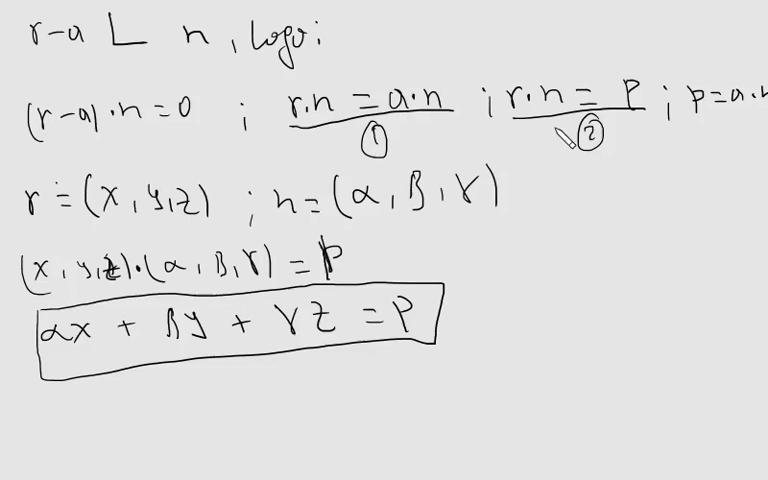 r-a ⊥ n, logo:
(r-a)·n=0 ; r·n = a·n ; r·n = P ; p=a·n
① ②
r = (x, y, z) ; n = (α, β, γ)
(x, y, z)·(α, β, γ) = P
αx + βy + γz = P